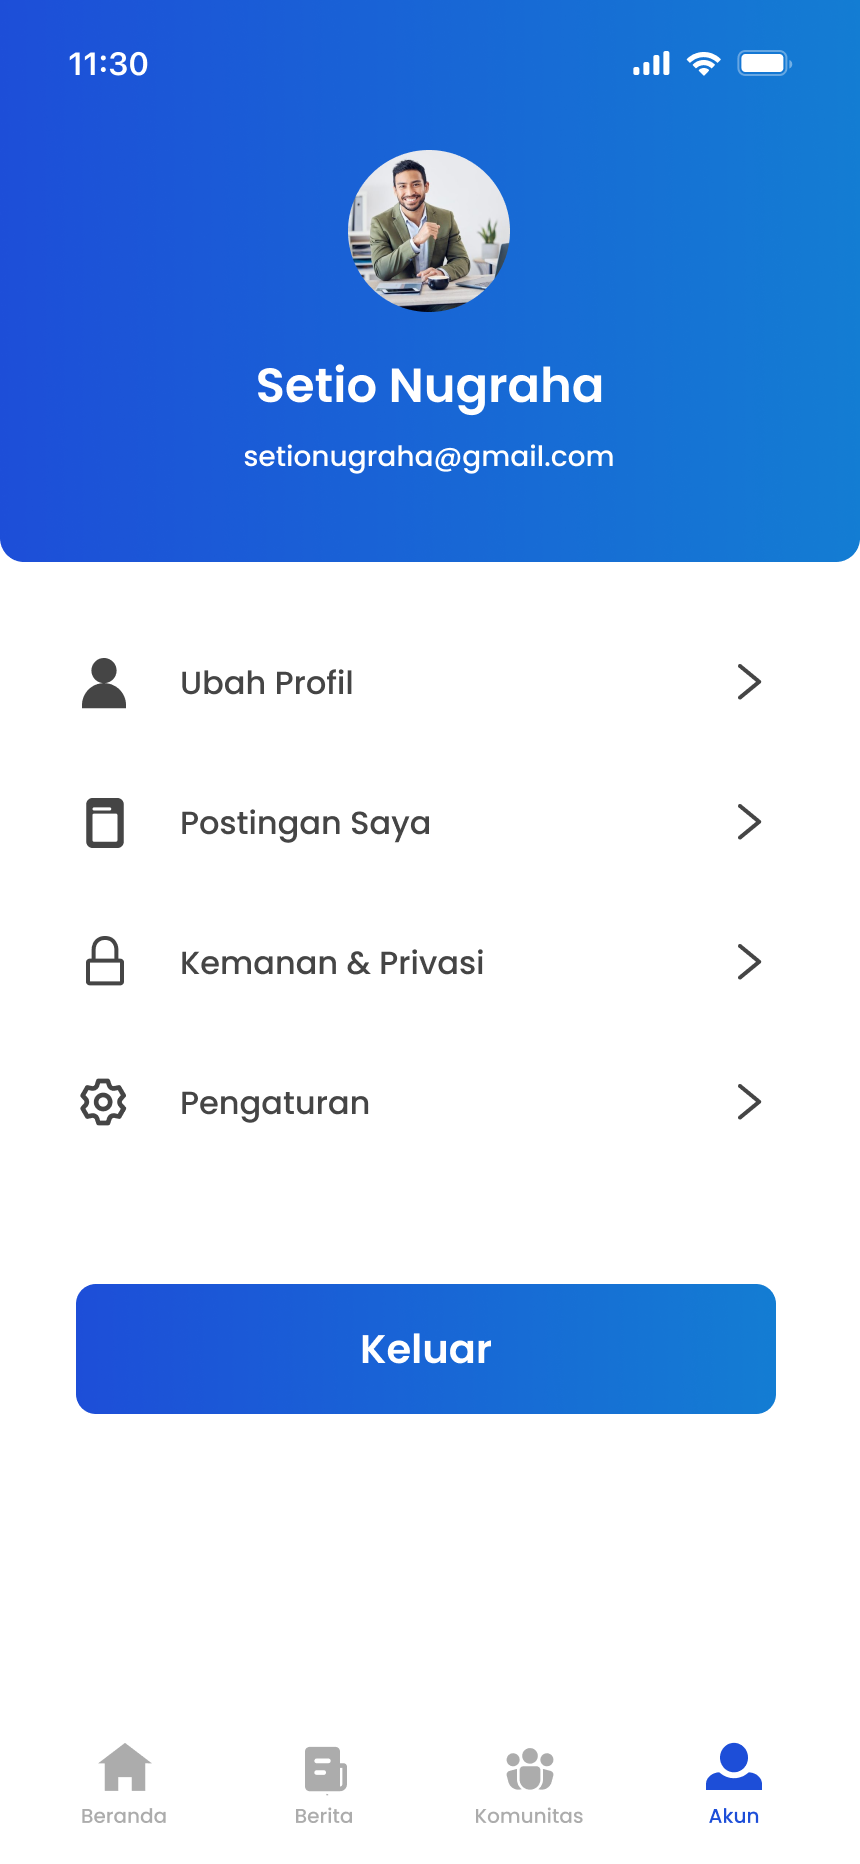 11:30
Setio Nugraha
setionugraha@gmail.com
Ubah Profil
Postingan Saya
Kemanan & Privasi
Pengaturan
Keluar
Beranda
Berita
Komunitas
Akun